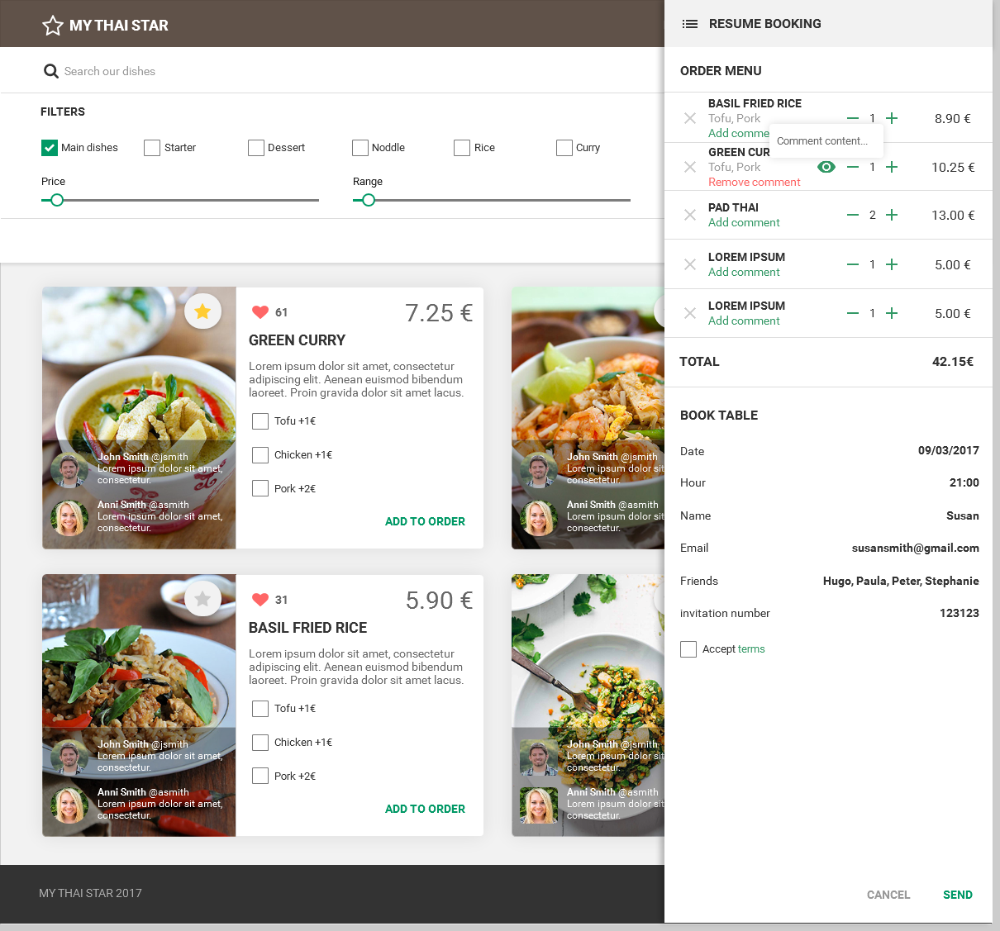 MY THAI STAR
Search our dishes
FILTERS
Main dishes Starter Dessert Noddle Rice Curry
Price Range
61 7.25 €
GREEN CURRY
Lorem ipsum dolor sit amet, consectetur
adipiscing elit. Aenean euismod bibendum
laoreet. Proin gravida dolor sit amet lacus.
Tofu +1€
Chicken +1€
Pork +2€
ADD TO ORDER
John Smith @jsmith
Lorem ipsum dolor sit amet,
consectetur.
Anni Smith @asmith
Lorem ipsum dolor sit amet,
consectetur.
John Smith @jsmith
Lorem ipsum dolor sit
consectetur.
Anni Smith @asmith
Lorem ipsum dolor sit
consectetur.
31 5.90 €
BASIL FRIED RICE
Lorem ipsum dolor sit amet, consectetur
adipiscing elit. Aenean euismod bibendum
laoreet. Proin gravida dolor sit amet lacus.
Tofu +1€
Chicken +1€
Pork +2€
ADD TO ORDER
John Smith @jsmith
Lorem ipsum dolor sit amet,
consectetur.
Anni Smith @asmith
Lorem ipsum dolor sit amet,
consectetur.
John Smith @jsmith
Lorem ipsum dolor sit
consectetur.
Anni Smith @asmith
Lorem ipsum dolor sit
consectetur.
MY THAI STAR 2017
RESUME BOOKING
ORDER MENU
BASIL FRIED RICE
Tofu, Pork 1 8.90 €
Add comme
Comment content...
GREEN CUR
Tofu, Pork 1 10.25 €
Remove comment
PAD THAI
Add comment 2 13.00 €
LOREM IPSUM
Add comment 1 5.00 €
LOREM IPSUM
Add comment 1 5.00 €
TOTAL 42.15€
BOOK TABLE
Date 09/03/2017
Hour 21:00
Name Susan
Email susansmith@gmail.com
Friends Hugo, Paula, Peter, Stephanie
invitation number 123123
Accept terms
CANCEL SEND